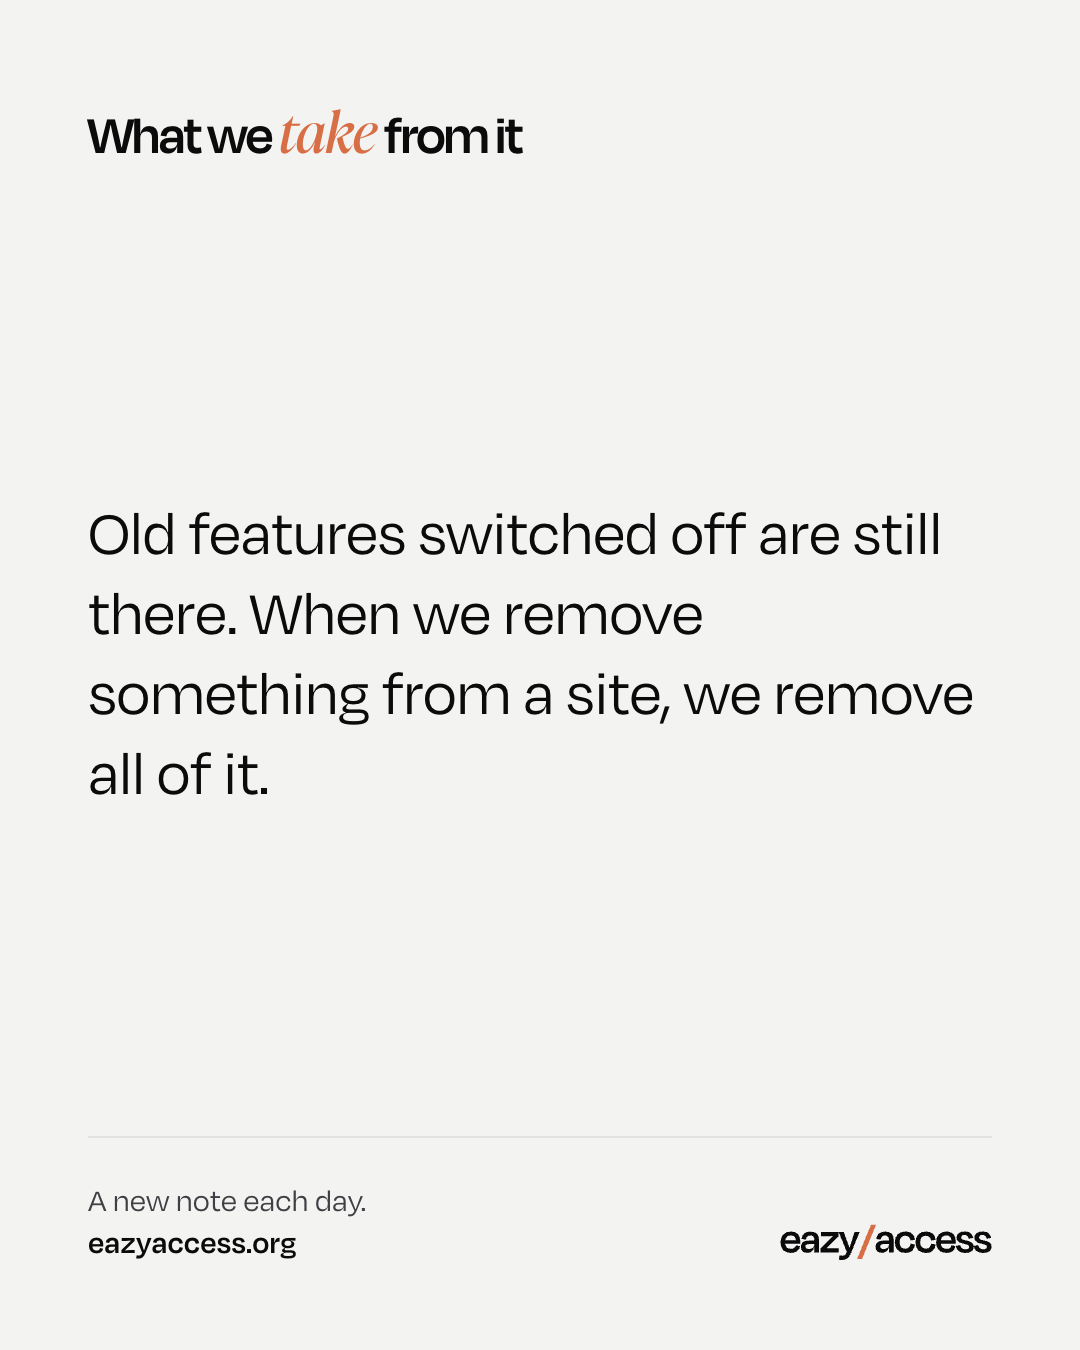 What we take from it
Old features switched off are still
there. When we remove
something from a site, we remove
all of it.
A new note each day.
eazyaccess.org
eazy/access